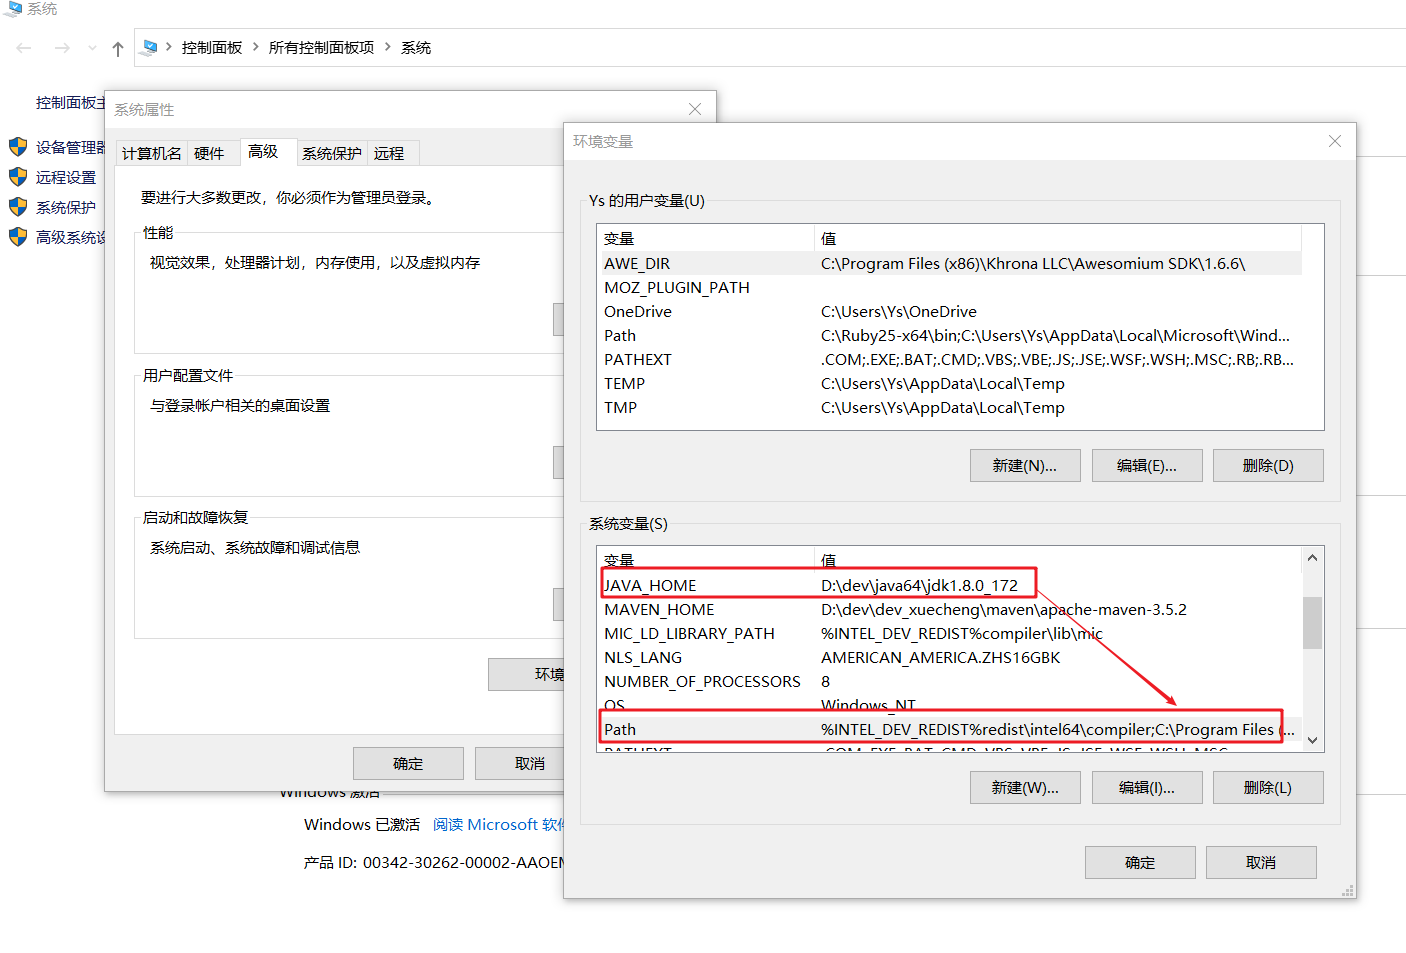 系统
控制面板 > 所有控制面板项 > 系统
控制面板主
设备管理器
远程设置
系统保护
高级系统设
系统属性
计算机名 硬件 高级 系统保护 远程
要进行大多数更改，你必须作为管理员登录。
性能
视觉效果，处理器计划，内存使用，以及虚拟内存
用户配置文件
与登录帐户相关的桌面设置
启动和故障恢复
系统启动、系统故障和调试信息
环境
确定 取消
Windows 激活
Windows 已激活 阅读 Microsoft 软件
产品 ID: 00342-30262-00002-AAOEM
环境变量
Ys 的用户变量(U)
变量 值
AWE_DIR C:\Program Files (x86)\Khrona LLC\Awesomium SDK\1.6.6\
MOZ_PLUGIN_PATH
OneDrive C:\Users\Ys\OneDrive
Path C:\Ruby25-x64\bin;C:\Users\Ys\AppData\Local\Microsoft\Wind...
PATHEXT .COM;.EXE;.BAT;.CMD;.VBS;.VBE;.JS;.JSE;.WSF;.WSH;.MSC;.RB;.RB...
TEMP C:\Users\Ys\AppData\Local\Temp
TMP C:\Users\Ys\AppData\Local\Temp
新建(N)... 编辑(E)... 删除(D)
系统变量(S)
变量 值
JAVA_HOME D:\dev\java64\jdk1.8.0_172
MAVEN_HOME D:\dev\dev_xuecheng\maven\apache-maven-3.5.2
MIC_LD_LIBRARY_PATH %INTEL_DEV_REDIST%compiler\lib\mic
NLS_LANG AMERICAN_AMERICA.ZHS16GBK
NUMBER_OF_PROCESSORS 8
OS Windows_NT
Path %INTEL_DEV_REDIST%redist\intel64\compiler;C:\Program Files (...
PATHEXT .COM;.EXE;.BAT;.CMD;.VBS;.VBE;.JS;.JSE;.WSF;.WSH;.MSC
新建(W)... 编辑(I)... 删除(L)
确定 取消